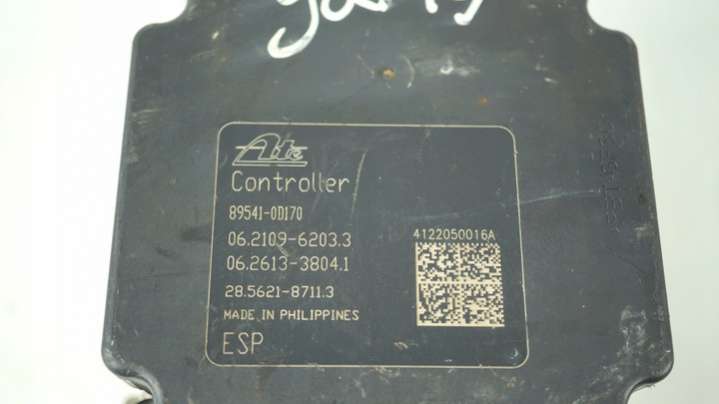 Ate
Controller
89541-0D170
06.2109-6203.3
4122050016A
06.2613-3804.1
28.5621-8711.3
MADE IN PHILIPPINES
ESP